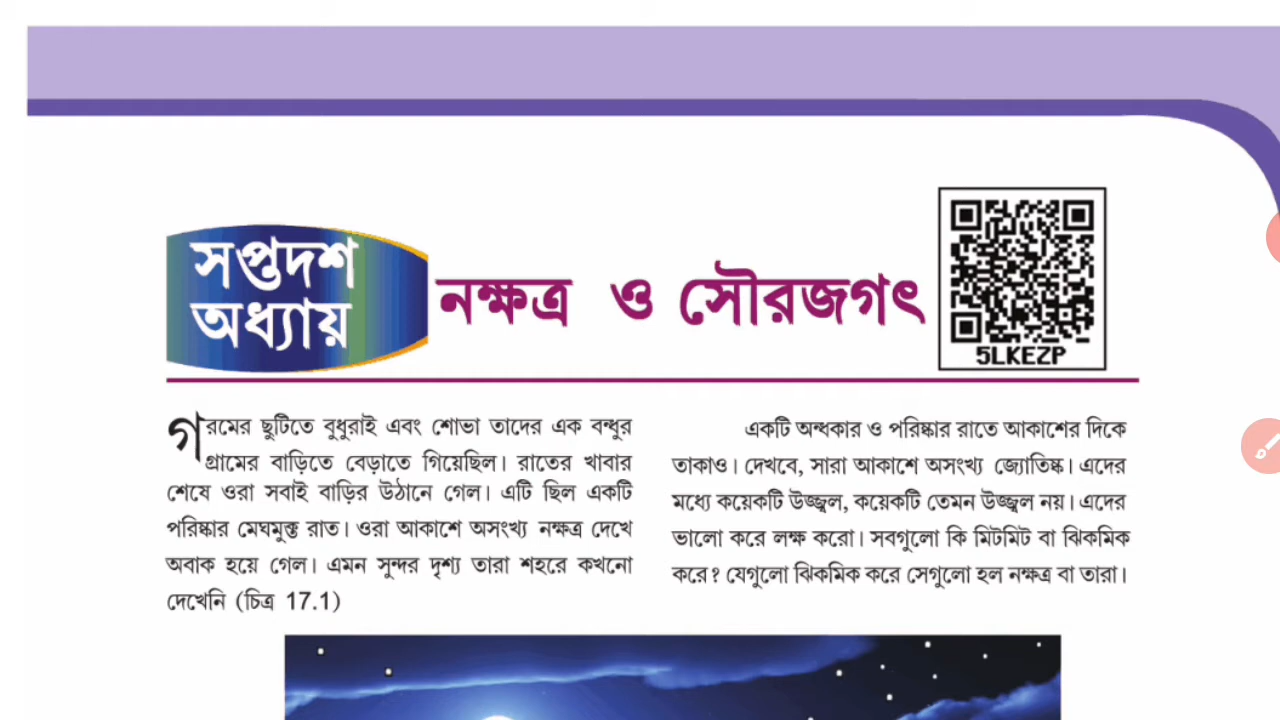 সপ্তদশ
অধ্যায়
নক্ষত্র ও সৌরজগৎ
5LKEZP
গরমের ছুটিতে বুধুরাই এবং শোভা তাদের এক বন্ধুর
গ্রামের বাড়িতে বেড়াতে গিয়েছিল। রাতের খাবার
শেষে ওরা সবাই বাড়ির উঠানে গেল। এটি ছিল একটি
পরিষ্কার মেঘমুক্ত রাত। ওরা আকাশে অসংখ্য নক্ষত্র দেখে
অবাক হয়ে গেল। এমন সুন্দর দৃশ্য তারা শহরে কখনো
দেখেনি (চিত্র 17.1)
একটি অন্ধকার ও পরিষ্কার রাতে আকাশের দিকে
তাকাও। দেখবে, সারা আকাশে অসংখ্য জ্যোতিষ্ক। এদের
মধ্যে কয়েকটি উজ্জ্বল, কয়েকটি তেমন উজ্জ্বল নয়। এদের
ভালো করে লক্ষ করো। সবগুলো কি মিটমিট বা ঝিকমিক
করে? যেগুলো ঝিকমিক করে সেগুলো হল নক্ষত্র বা তারা।